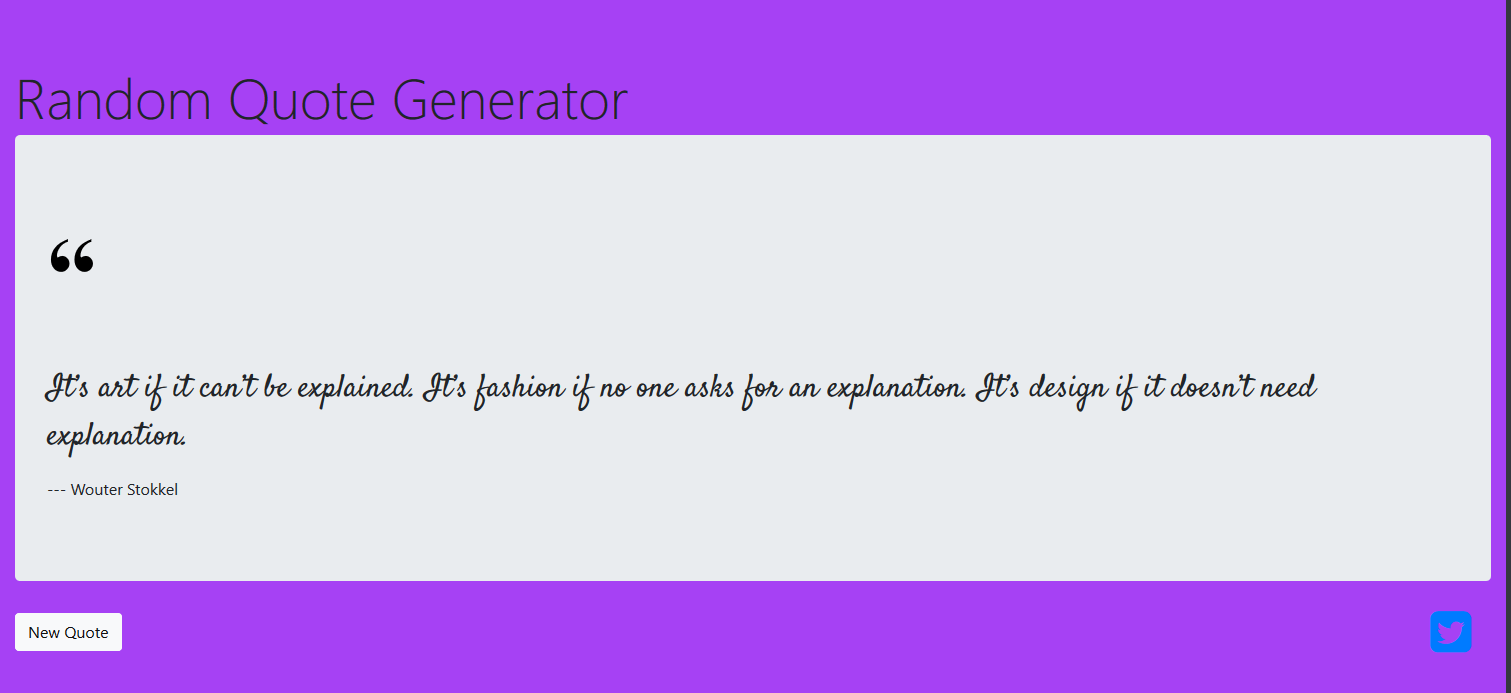 Random Quote Generator
“
It’s art if it can’t be explained. It’s fashion if no one asks for an explanation. It’s design if it doesn’t need
explanation.
--- Wouter Stokkel
New Quote